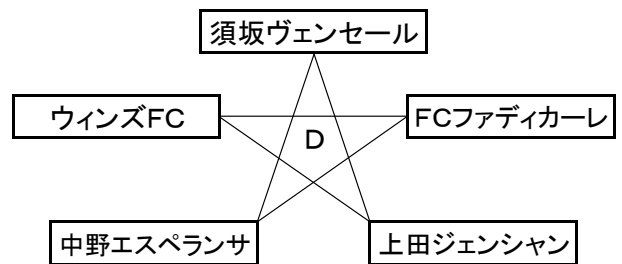 須坂ヴェンセール
ウィンズFC
FCファディカーレ
D
中野エスペランサ
上田ジェンシャン